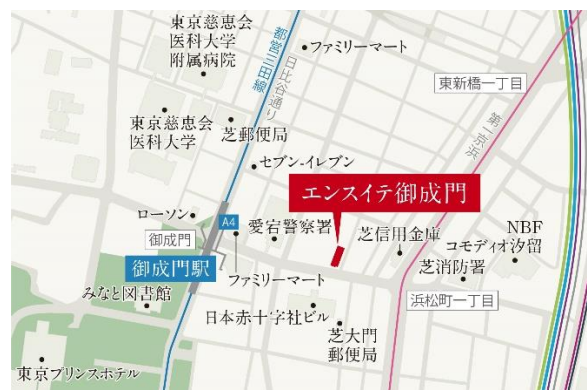 東京慈恵会
医科大学
附属病院
都営三田線
日比谷通り
ファミリーマート
東新橋一丁目
東京慈恵会
医科大学
芝郵便局
第一京浜
セブン-イレブン
エンスイテ御成門
ローソン
A4
御成門
愛宕警察署
芝信用金庫
NBF
コモディオ汐留
御成門駅
ファミリーマート
芝消防署
みなと図書館
浜松町一丁目
日本赤十字社ビル
芝大門
郵便局
東京プリンスホテル